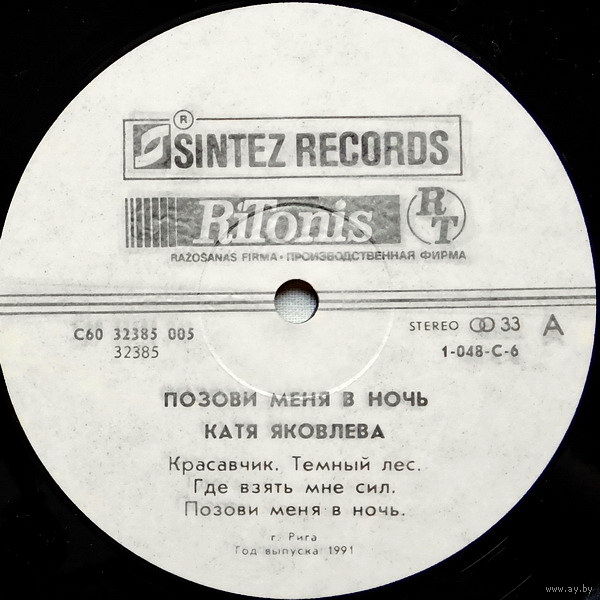 ®
SINTEZ RECORDS
RiTonis RT
RAŽOŠANAS FIRMA • ПРОИЗВОДСТВЕННАЯ ФИРМА
С60 32385 005
32385
STEREO 33 A
1-048-С-6
ПОЗОВИ МЕНЯ В НОЧЬ
КАТЯ ЯКОВЛЕВА
Красавчик. Темный лес.
Где взять мне сил.
Позови меня в ночь.
г. Рига
Год выпуска 1991
www.ay.by